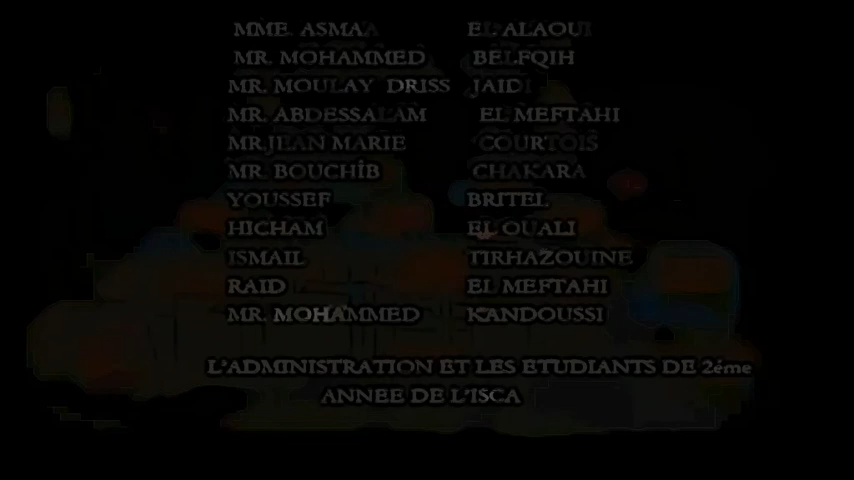 MME. ASMAA EL ALAOUI
MR. MOHAMMED BELFQIH
MR. MOULAY DRISS JAIDI
MR. ABDESSALAM EL MEFTAHI
MR.JEAN MARIE COURTOIS
MR. BOUCHIB CHAKARA
YOUSSEF BRITEL
HICHAM EL OUALI
ISMAIL TIRHAZOUINE
RAID EL MEFTAHI
MR. MOHAMMED KANDOUSSI
L'ADMINISTRATION ET LES ETUDIANTS DE 2éme
ANNEE DE L'ISCA